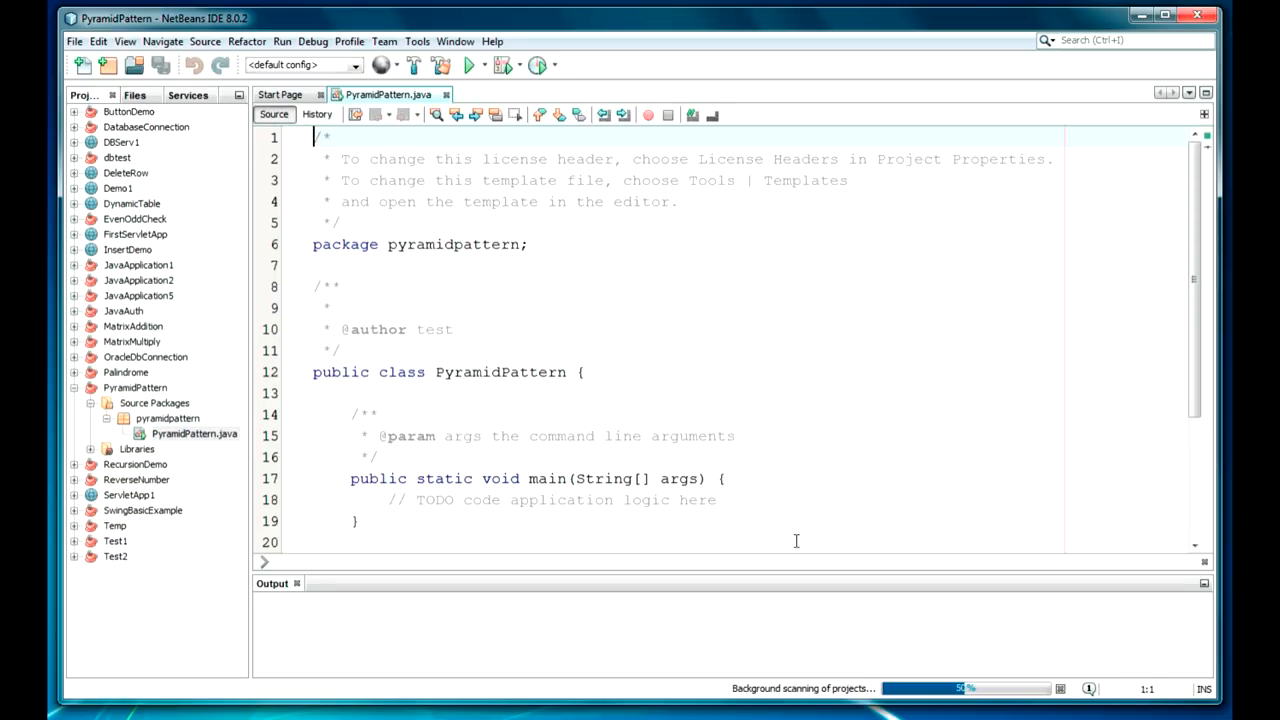 PyramidPattern - NetBeans IDE 8.0.2
File Edit View Navigate Source Refactor Run Debug Profile Team Tools Window Help
Search (Ctrl+I)
<default config>
Proj... Files Services
Start Page PyramidPattern.java
Source History
ButtonDemo
DatabaseConnection
DBServ1
dbtest
DeleteRow
Demo1
DynamicTable
EvenOddCheck
FirstServletApp
InsertDemo
JavaApplication1
JavaApplication2
JavaApplication5
JavaAuth
MatrixAddition
MatrixMultiply
OracleDbConnection
Palindrome
PyramidPattern
Source Packages
pyramidpattern
PyramidPattern.java
Libraries
RecursionDemo
ReverseNumber
ServletApp1
SwingBasicExample
Temp
Test1
Test2
1 /*
2 * To change this license header, choose License Headers in Project Properties.
3 * To change this template file, choose Tools | Templates
4 * and open the template in the editor.
5 */
6 package pyramidpattern;
7
8 /**
9 *
10 * @author test
11 */
12 public class PyramidPattern {
13
14 /**
15 * @param args the command line arguments
16 */
17 public static void main(String[] args) {
18 // TODO code application logic here
19 }
20
Output
Background scanning of projects... 50% 1 1:1 INS